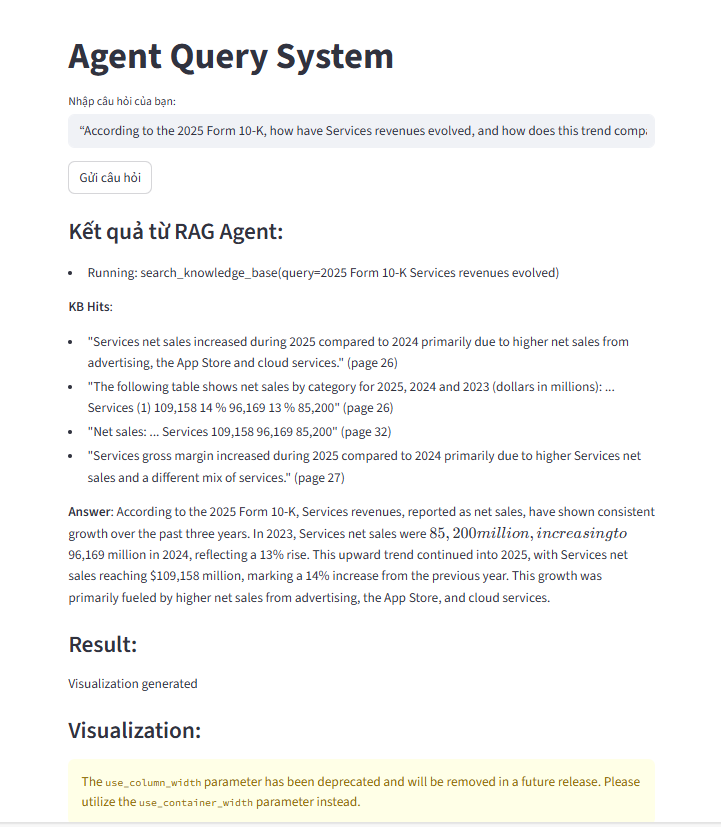 Agent Query System
Nhập câu hỏi của bạn:
“According to the 2025 Form 10-K, how have Services revenues evolved, and how does this trend compa
Gửi câu hỏi
Kết quả từ RAG Agent:
• Running: search_knowledge_base(query=2025 Form 10-K Services revenues evolved)
KB Hits:
• "Services net sales increased during 2025 compared to 2024 primarily due to higher net sales from
advertising, the App Store and cloud services." (page 26)
• "The following table shows net sales by category for 2025, 2024 and 2023 (dollars in millions): ...
Services (1) 109,158 14 % 96,169 13 % 85,200" (page 26)
• "Net sales: ... Services 109,158 96,169 85,200" (page 32)
• "Services gross margin increased during 2025 compared to 2024 primarily due to higher Services net
sales and a different mix of services." (page 27)
Answer: According to the 2025 Form 10-K, Services revenues, reported as net sales, have shown consistent
growth over the past three years. In 2023, Services net sales were 85,200million,increasingto
96,169 million in 2024, reflecting a 13% rise. This upward trend continued into 2025, with Services net
sales reaching $109,158 million, marking a 14% increase from the previous year. This growth was
primarily fueled by higher net sales from advertising, the App Store, and cloud services.
Result:
Visualization generated
Visualization:
The use_column_width parameter has been deprecated and will be removed in a future release. Please
utilize the use_container_width parameter instead.